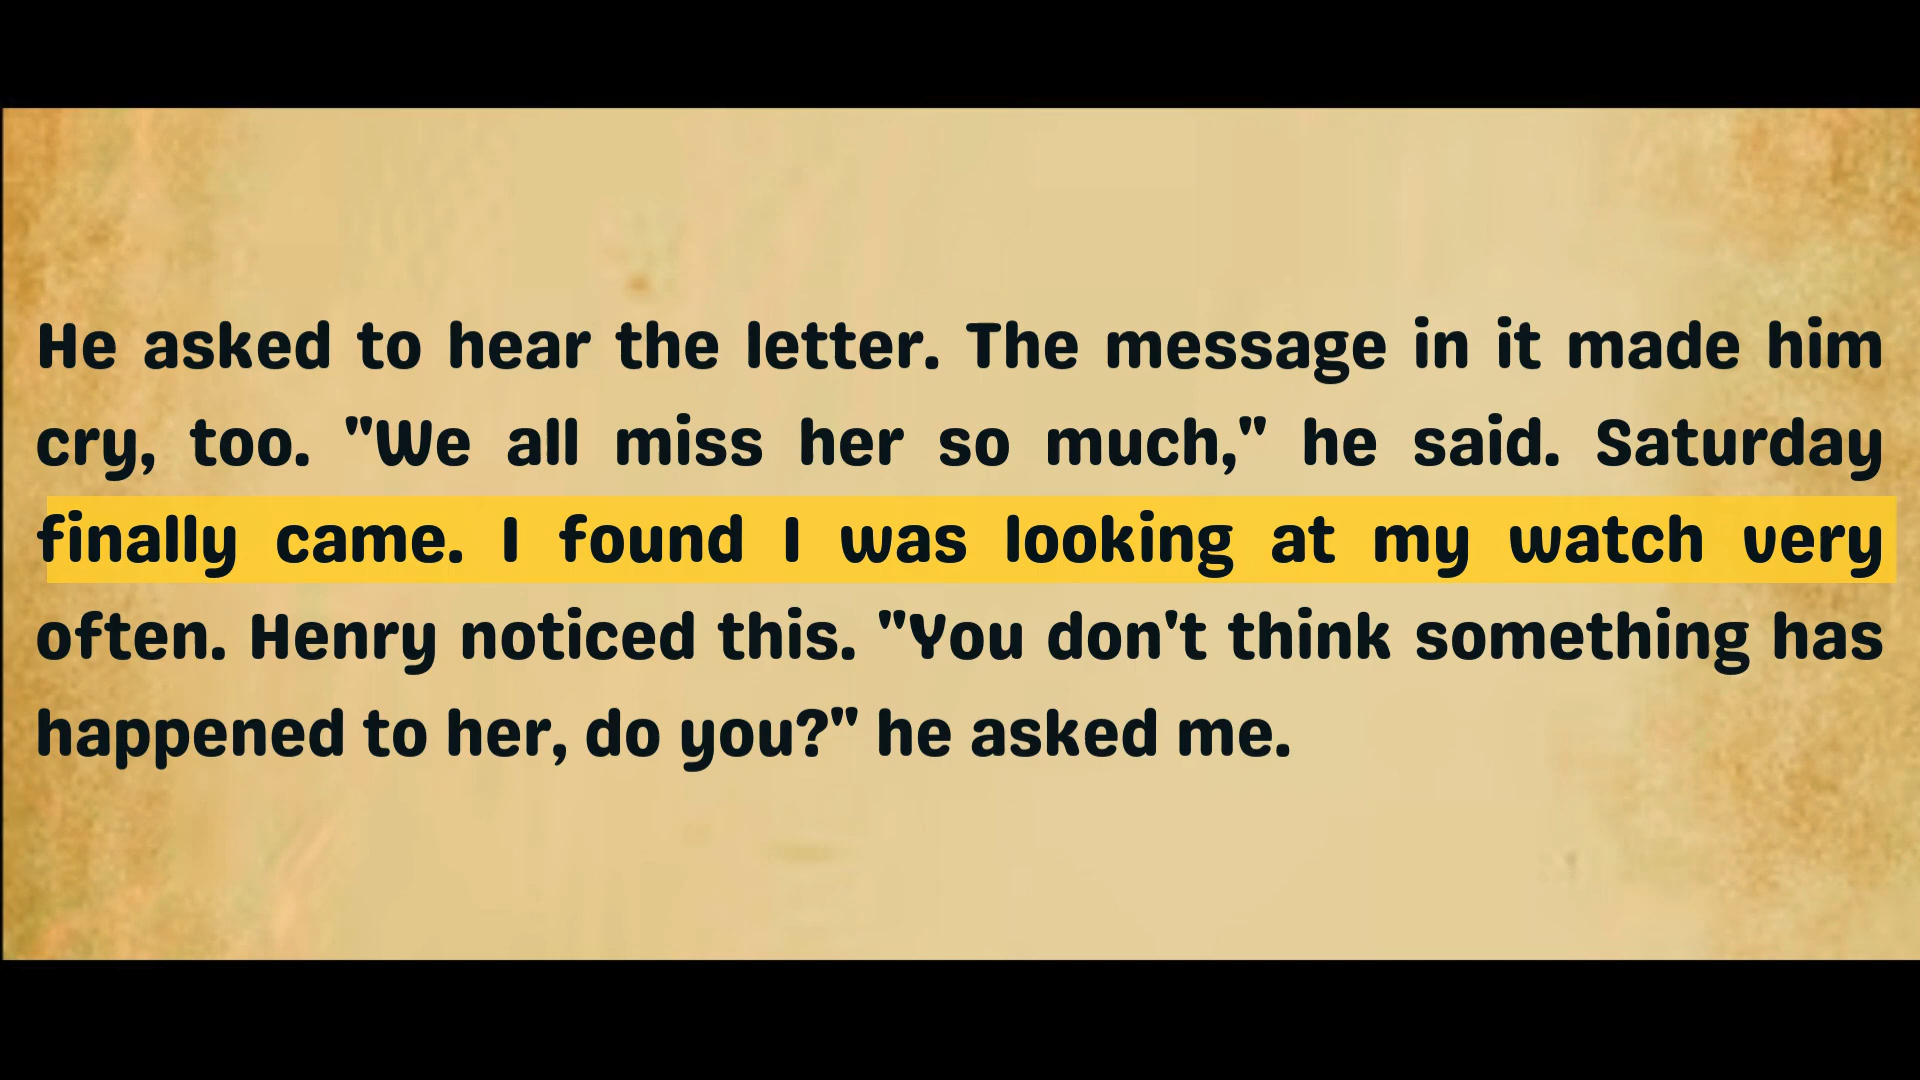 He asked to hear the letter. The message in it made him
cry, too. "We all miss her so much," he said. Saturday
finally came. I found I was looking at my watch very
often. Henry noticed this. "You don't think something has
happened to her, do you?" he asked me.